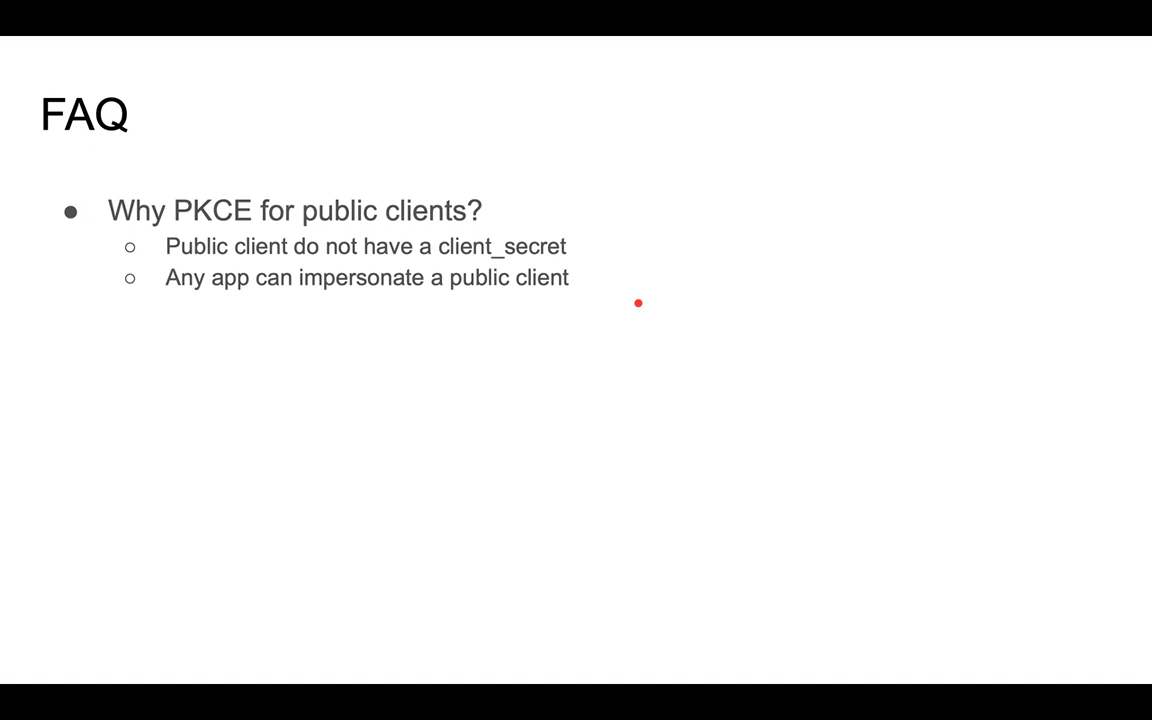 FAQ
● Why PKCE for public clients?
○ Public client do not have a client_secret
○ Any app can impersonate a public client